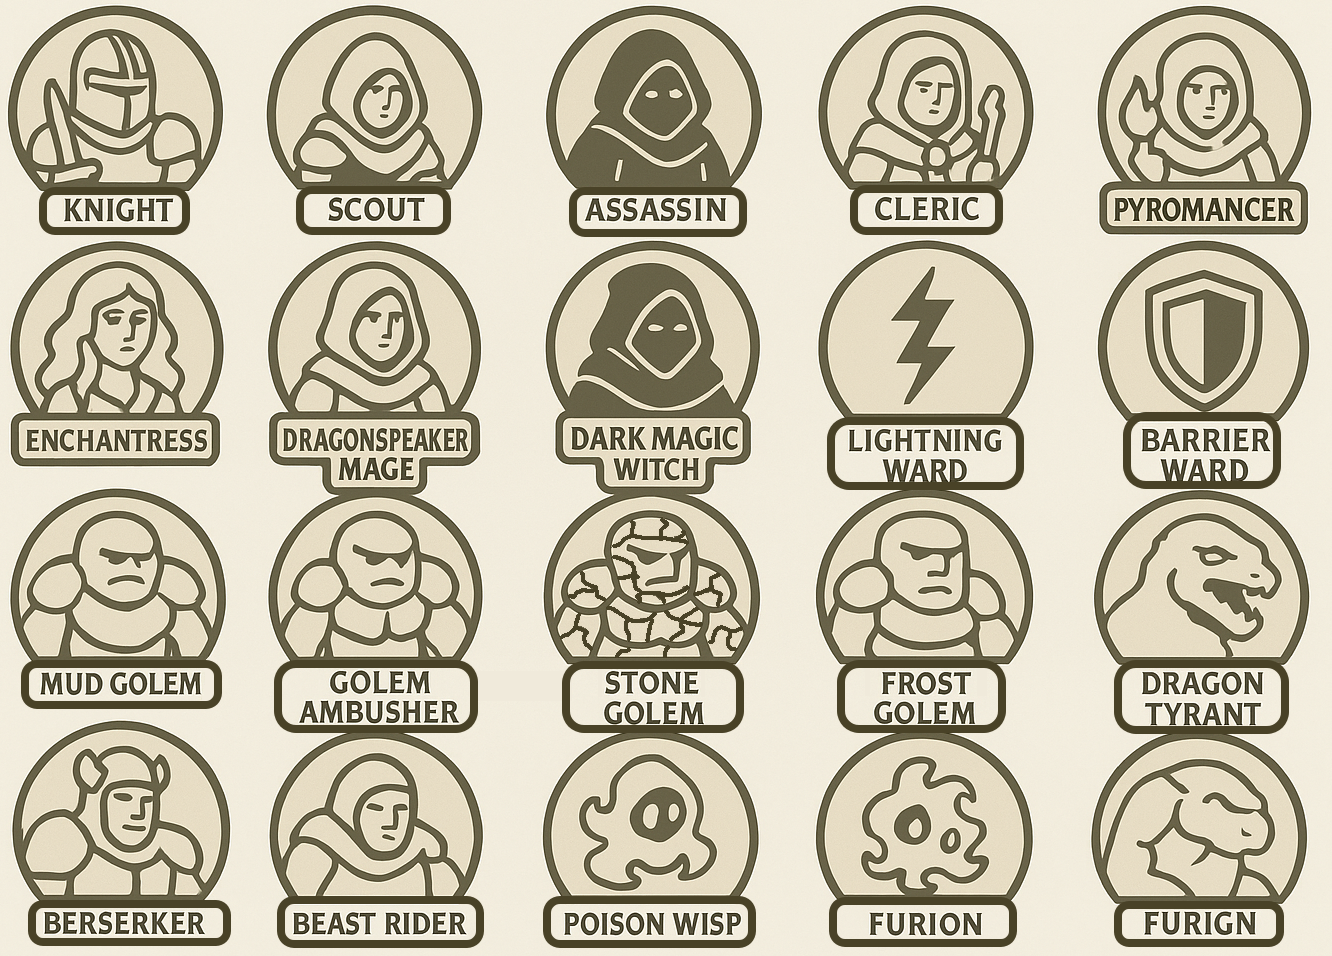 KNIGHT
SCOUT
ASSASSIN
CLERIC
PYROMANCER
ENCHANTRESS
DRAGONSPEAKER
MAGE
DARK MAGIC
WITCH
LIGHTNING
WARD
BARRIER
WARD
MUD GOLEM
GOLEM
AMBUSHER
STONE
GOLEM
FROST
GOLEM
DRAGON
TYRANT
BERSERKER
BEAST RIDER
POISON WISP
FURION
FURIGN